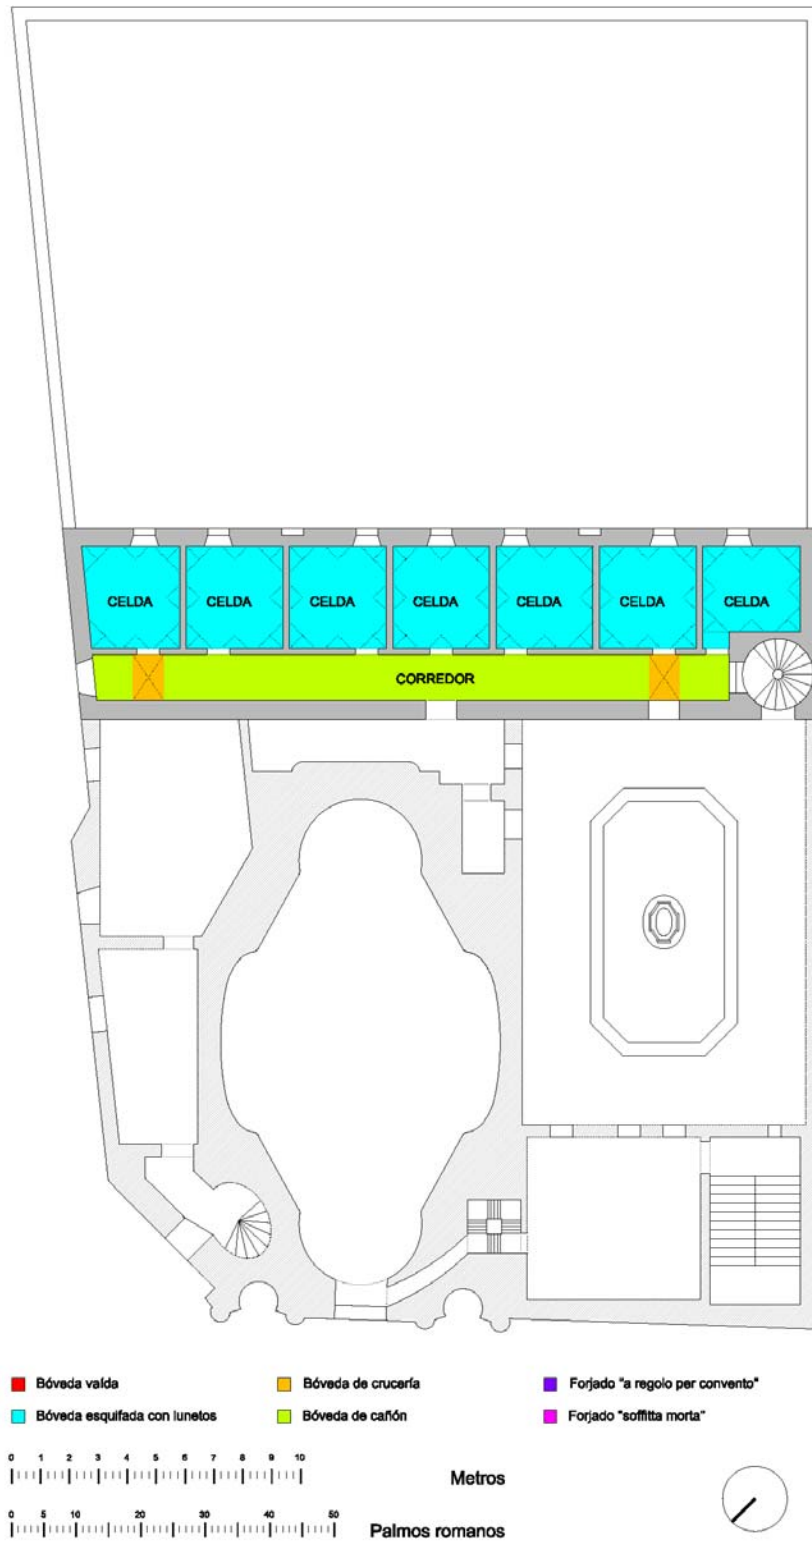 CELDA CELDA CELDA CELDA CELDA CELDA CELDA
CORREDOR
Bóveda vaída Bóveda de crucería Forjado "a regolo per convento"
Bóveda esquifada con lunetos Bóveda de cañón Forjado "soffitta morta"
0 1 2 3 4 5 6 7 8 9 10
Metros
0 5 10 20 30 40 50
Palmos romanos